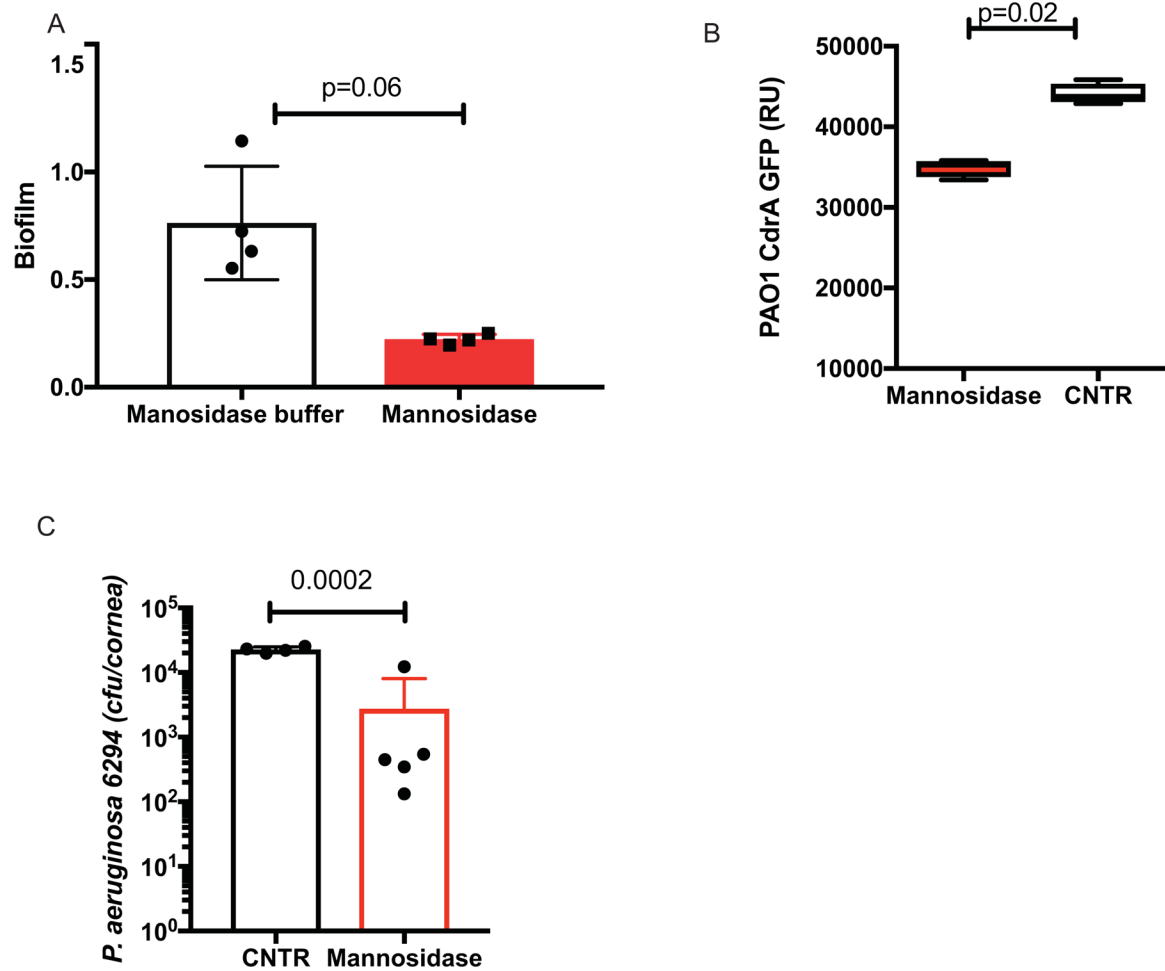 A
1.5
1.0
0.5
0.0
Biofilm
p=0.06
Manosidase buffer
Mannosidase
B
p=0.02
50000
40000
30000
20000
10000
PAO1 CdrA GFP (RU)
Mannosidase
CNTR
C
0.0002
10^5
10^4
10^3
10^2
10^1
10^0
P. aeruginosa 6294 (cfu/cornea)
CNTR
Mannosidase